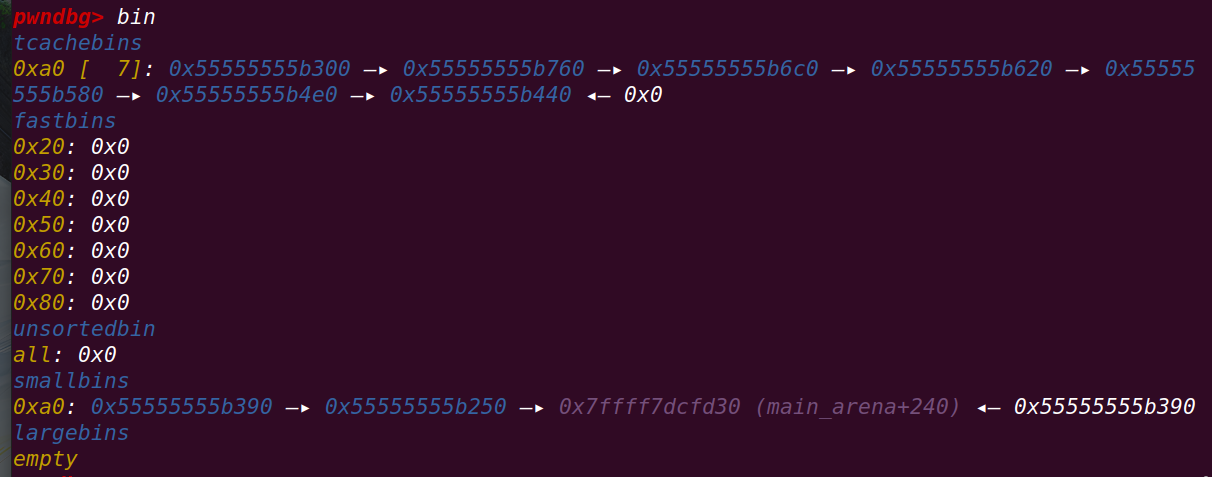 pwndbg> bin
tcachebins
0xa0 [  7]: 0x55555555b300 —▸ 0x55555555b760 —▸ 0x55555555b6c0 —▸ 0x55555555b620 —▸ 0x55555
555b580 —▸ 0x55555555b4e0 —▸ 0x55555555b440 ◂— 0x0
fastbins
0x20: 0x0
0x30: 0x0
0x40: 0x0
0x50: 0x0
0x60: 0x0
0x70: 0x0
0x80: 0x0
unsortedbin
all: 0x0
smallbins
0xa0: 0x55555555b390 —▸ 0x55555555b250 —▸ 0x7ffff7dcfd30 (main_arena+240) ◂— 0x55555555b390
largebins
empty